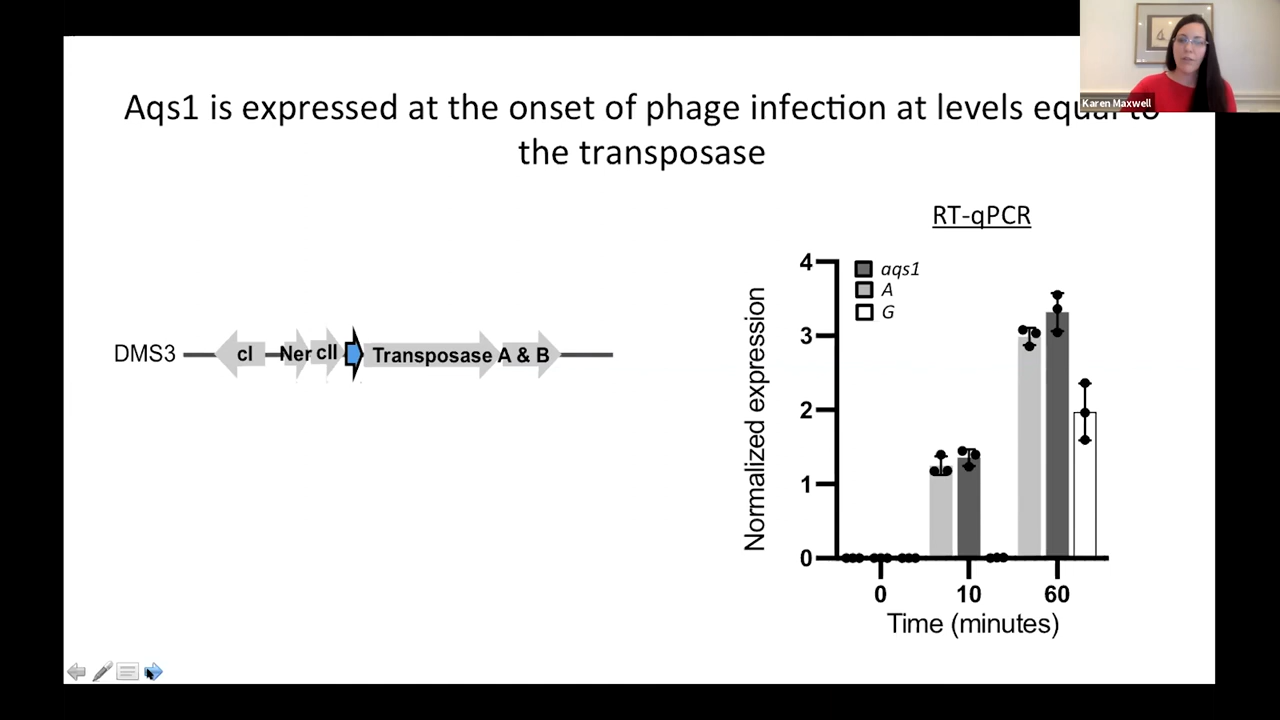 Karen Maxwell
Aqs1 is expressed at the onset of phage infection at levels equal to
the transposase
RT-qPCR
aqs1
A
G
Normalized expression
4
3
2
1
0
0 10 60
Time (minutes)
DMS3
cI Ner cII Transposase A & B